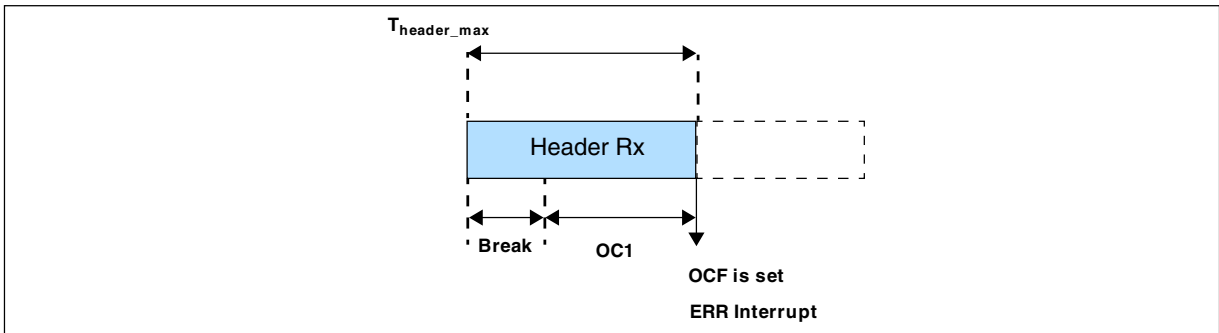 Theader_max
Header Rx
Break
OC1
OCF is set
ERR Interrupt